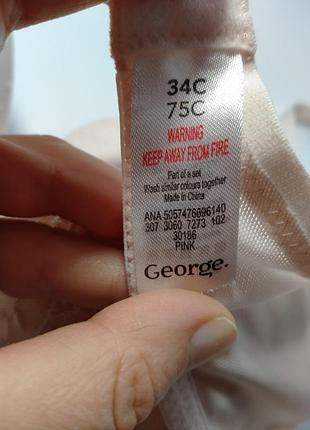 34C
75C
WARNING
KEEP AWAY FROM FIRE
Part of a set
Wash similar colours together
Made in China
ANA 5057476896140
307 3060 7273 102
30186
PINK
George.